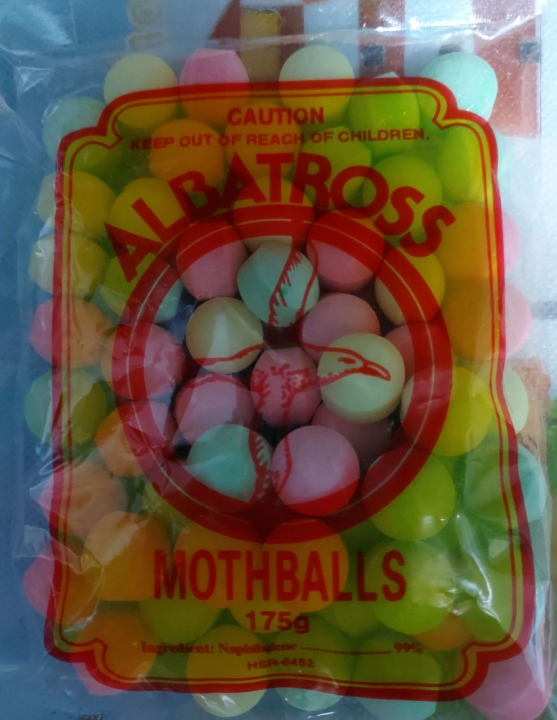 CAUTION
KEEP OUT OF REACH OF CHILDREN.
ALBATROSS
MOTHBALLS
175g
Ingredient: Naphthalene 99%
HSR-6452